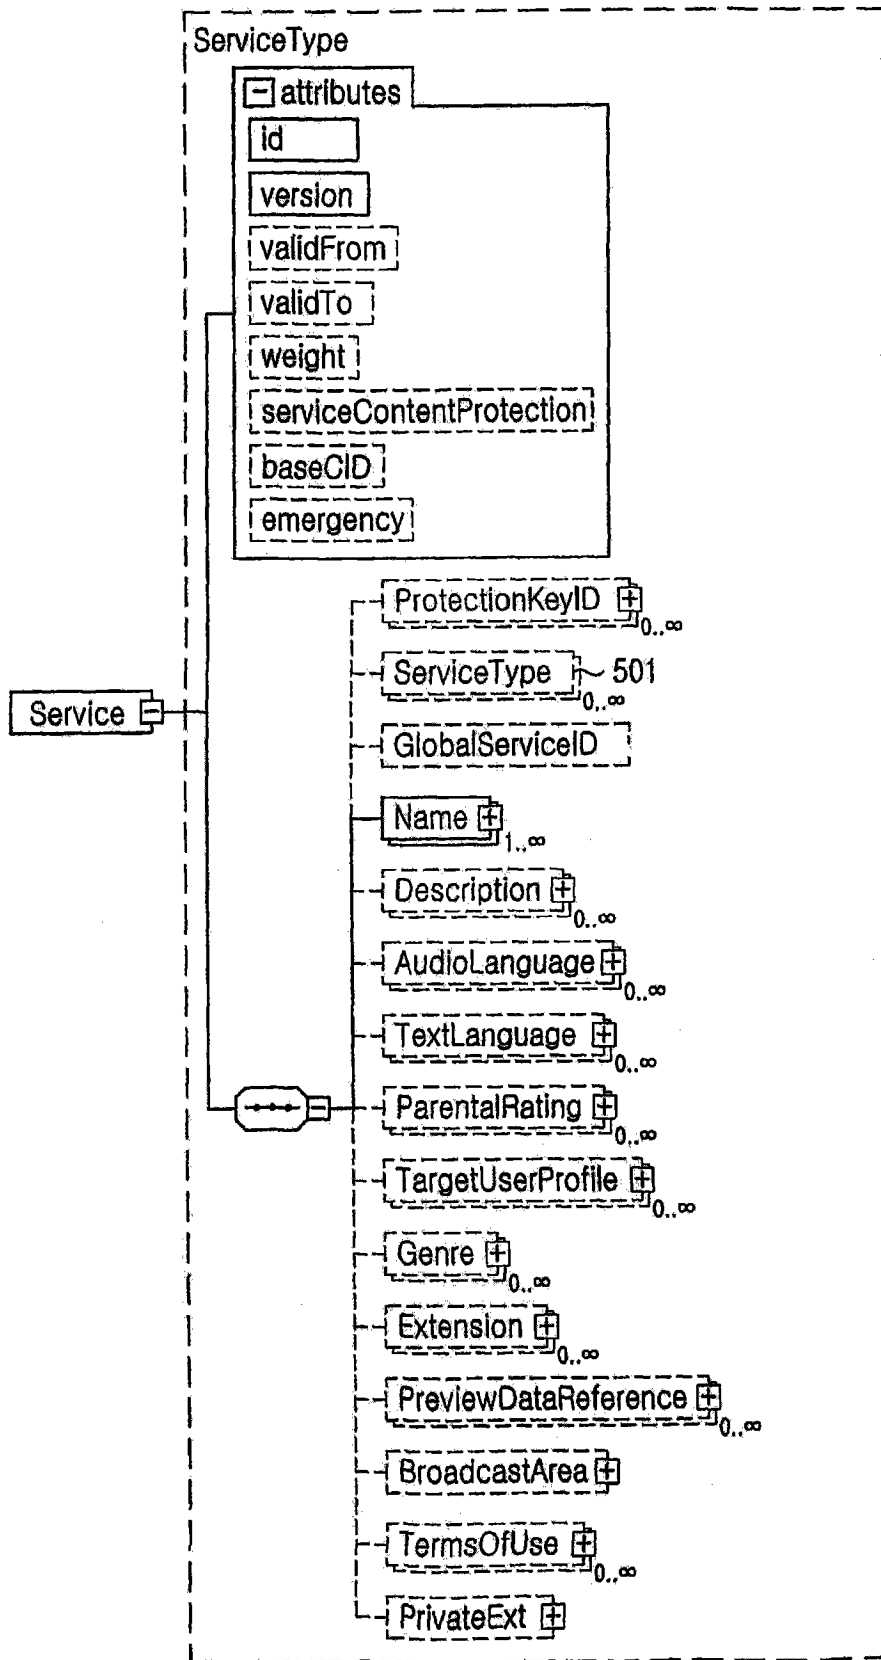 ServiceType
attributes
id
version
validFrom
validTo
weight
serviceContentProtection
baseCID
emergency
ProtectionKeyID
0..∞
ServiceType 501
0..∞
Service
GlobalServiceID
Name
1..∞
Description
0..∞
AudioLanguage
0..∞
TextLanguage
0..∞
ParentalRating
0..∞
TargetUserProfile
0..∞
Genre
0..∞
Extension
0..∞
PreviewDataReference
0..∞
BroadcastArea
TermsOfUse
0..∞
PrivateExt